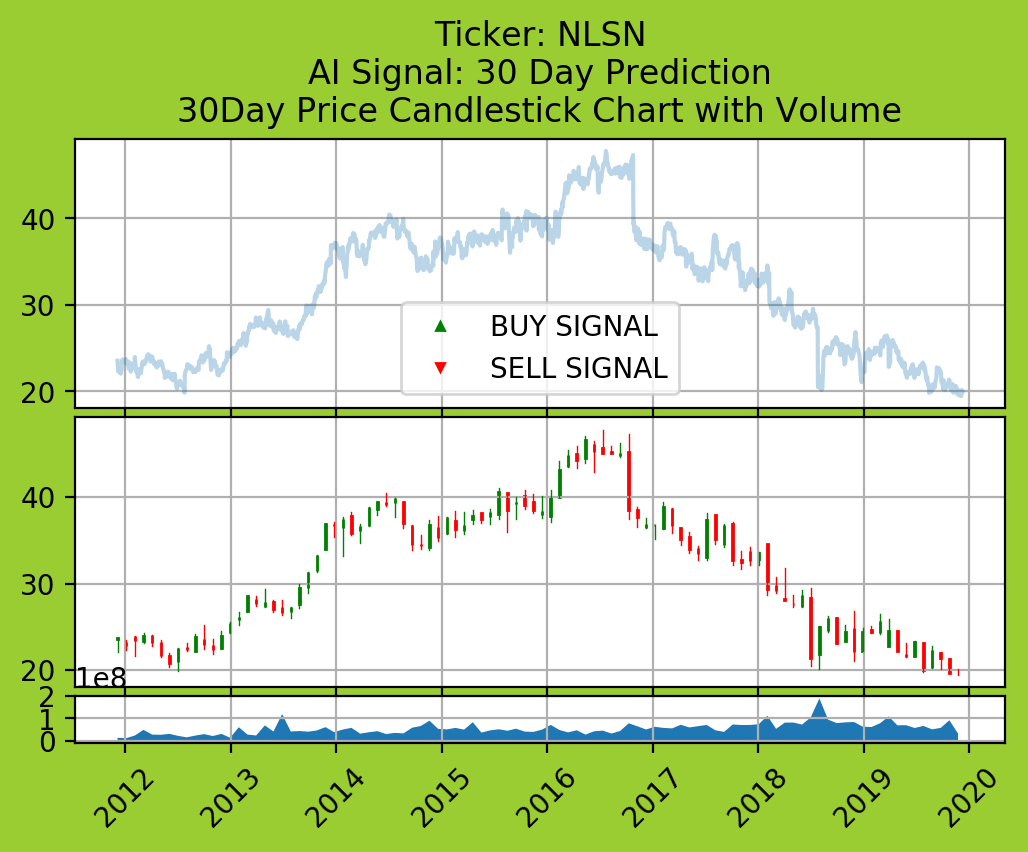 Ticker: NLSN
AI Signal: 30 Day Prediction
30Day Price Candlestick Chart with Volume
40
30
20
BUY SIGNAL
SELL SIGNAL
40
30
20
1e8
2
1
0
2012 2013 2014 2015 2016 2017 2018 2019 2020